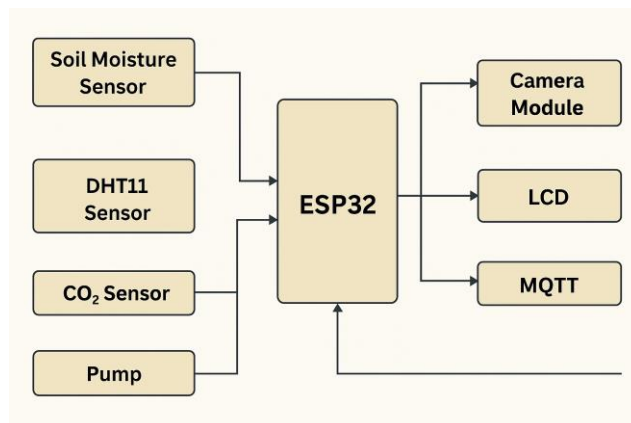 Soil Moisture
Sensor
DHT11
Sensor
CO₂ Sensor
Pump
ESP32
Camera
Module
LCD
MQTT